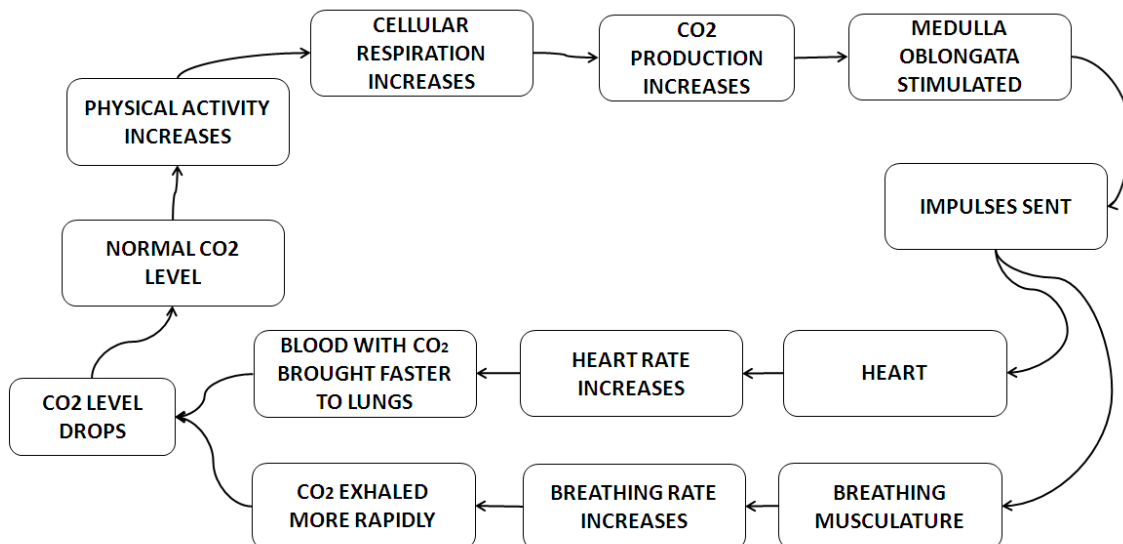 CELLULAR
RESPIRATION
INCREASES
CO2
PRODUCTION
INCREASES
MEDULLA
OBLONGATA
STIMULATED
PHYSICAL ACTIVITY
INCREASES
IMPULSES SENT
NORMAL CO2
LEVEL
BLOOD WITH CO₂
BROUGHT FASTER
TO LUNGS
HEART RATE
INCREASES
HEART
CO2 LEVEL
DROPS
CO₂ EXHALED
MORE RAPIDLY
BREATHING RATE
INCREASES
BREATHING
MUSCULATURE